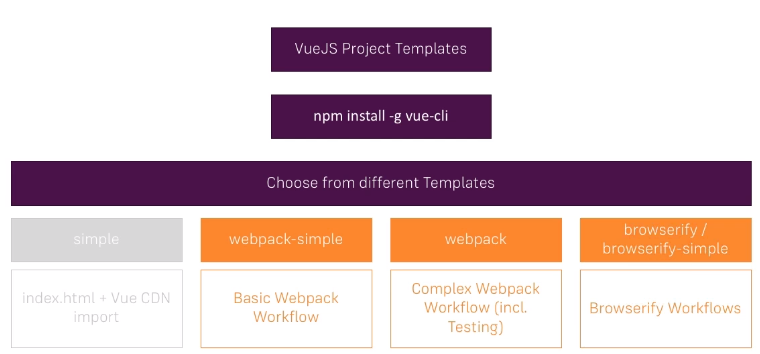 VueJS Project Templates
npm install -g vue-cli
Choose from different Templates
simple
webpack-simple
webpack
browserify /
browserify-simple
index.html + Vue CDN
import
Basic Webpack
Workflow
Complex Webpack
Workflow (incl.
Testing)
Browserify Workflows